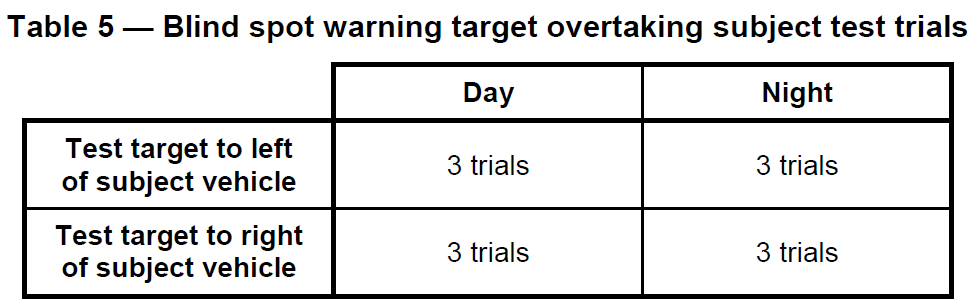 Table 5 — Blind spot warning target overtaking subject test trials
Day Night
Test target to left
of subject vehicle
3 trials 3 trials
Test target to right
of subject vehicle
3 trials 3 trials